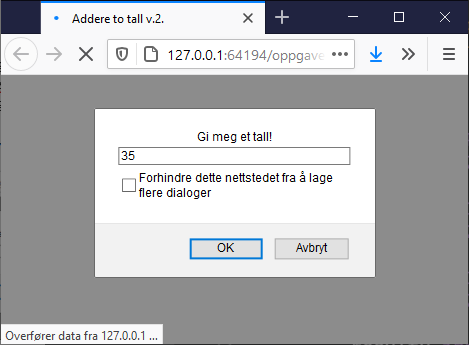 Addere to tall v.2.
127.0.0.1:64194/oppgave
Gi meg et tall!
35
Forhindre dette nettstedet fra å lage
flere dialoger
OK
Avbryt
Overfører data fra 127.0.0.1 ...